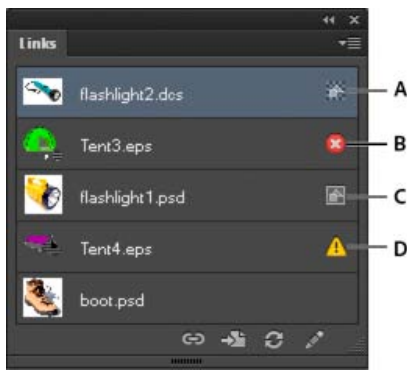 Links
flashlight2.dcs A
Tent3.eps B
flashlight1.psd C
Tent4.eps D
boot.psd